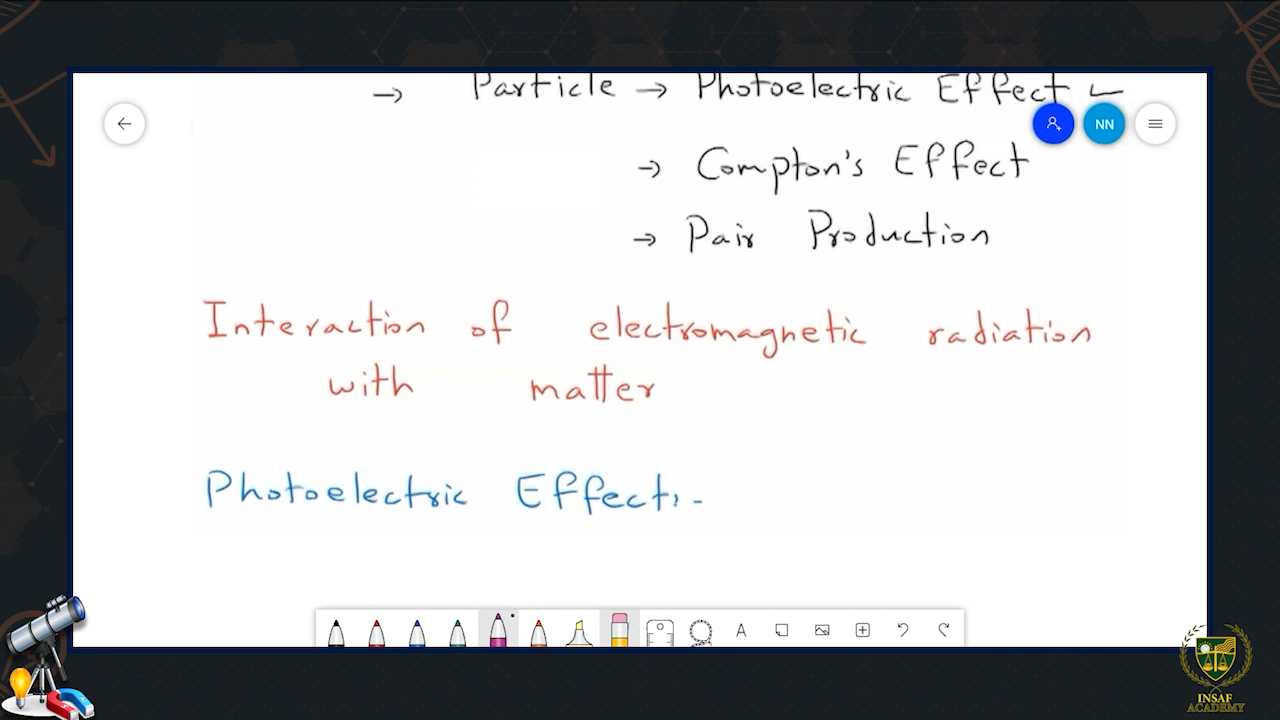 → Particle → Photoelectric Effect
NN
→ Compton's Effect
→ Pair Production
Interaction of electromagnetic radiation
with matter
Photoelectric Effect:-
A
INSAF
ACADEMY